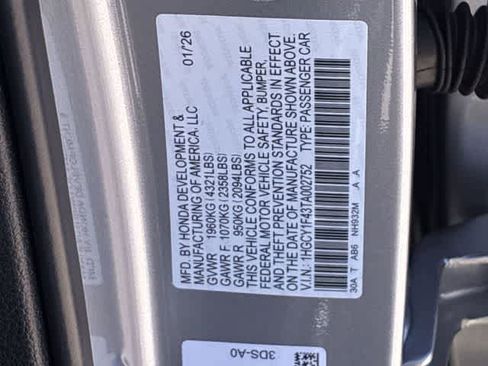 MFD. BY HONDA DEVELOPMENT & 01/26
MANUFACTURING OF AMERICA. LLC
GVWR 1960KG(4321LBS)
GAWR F 1070KG(2358LBS)
GAWR R 950KG(2094LBS)
THIS VEHICLE CONFORMS TO ALL APPLICABLE
FEDERAL MOTOR VEHICLE SAFETY, BUMPER,
AND THEFT PREVENTION STANDARDS IN EFFECT
ON THE DATE OF MANUFACTURE SHOWN ABOVE.
V.I.N.: 1HGCY1F43TA002752 TYPE:PASSENGER CAR
30A T AB6 NH932M A A
3DS-A0